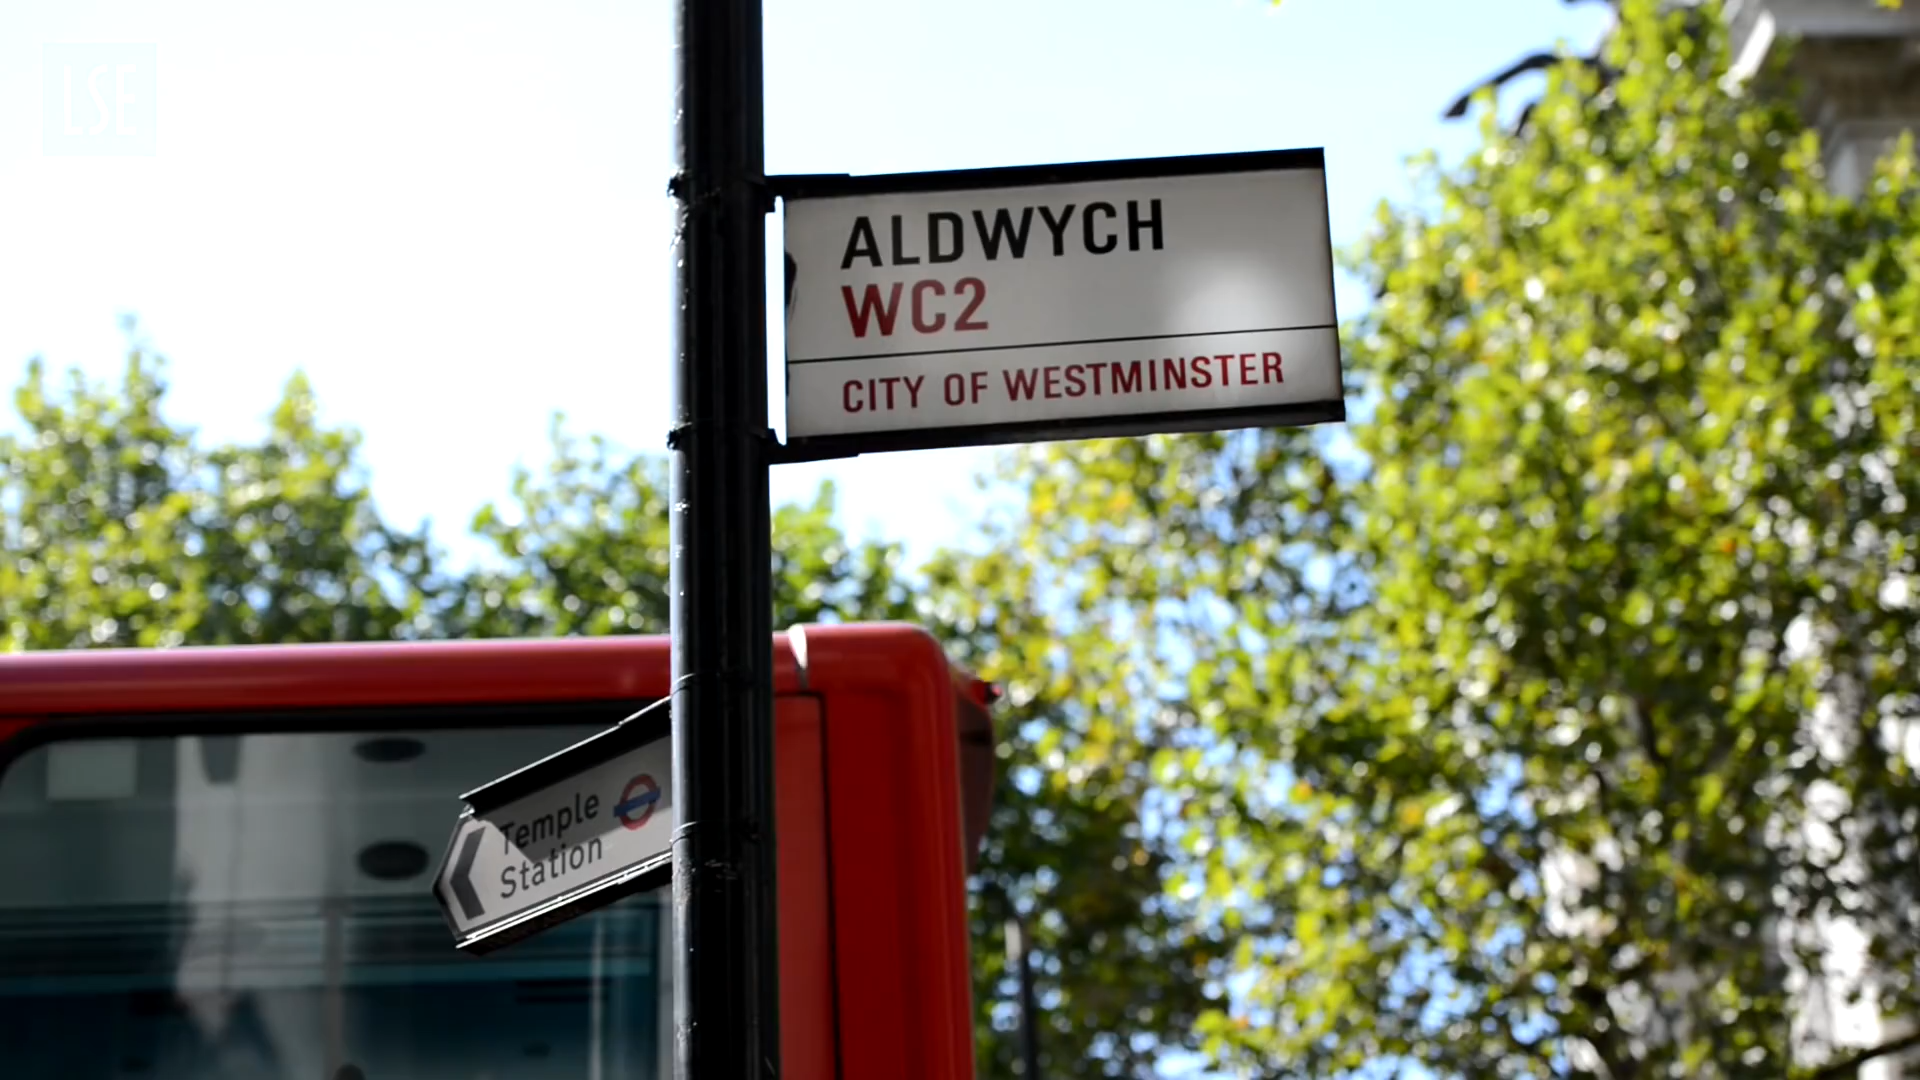 LSE
ALDWYCH
WC2
CITY OF WESTMINSTER
Temple
Station